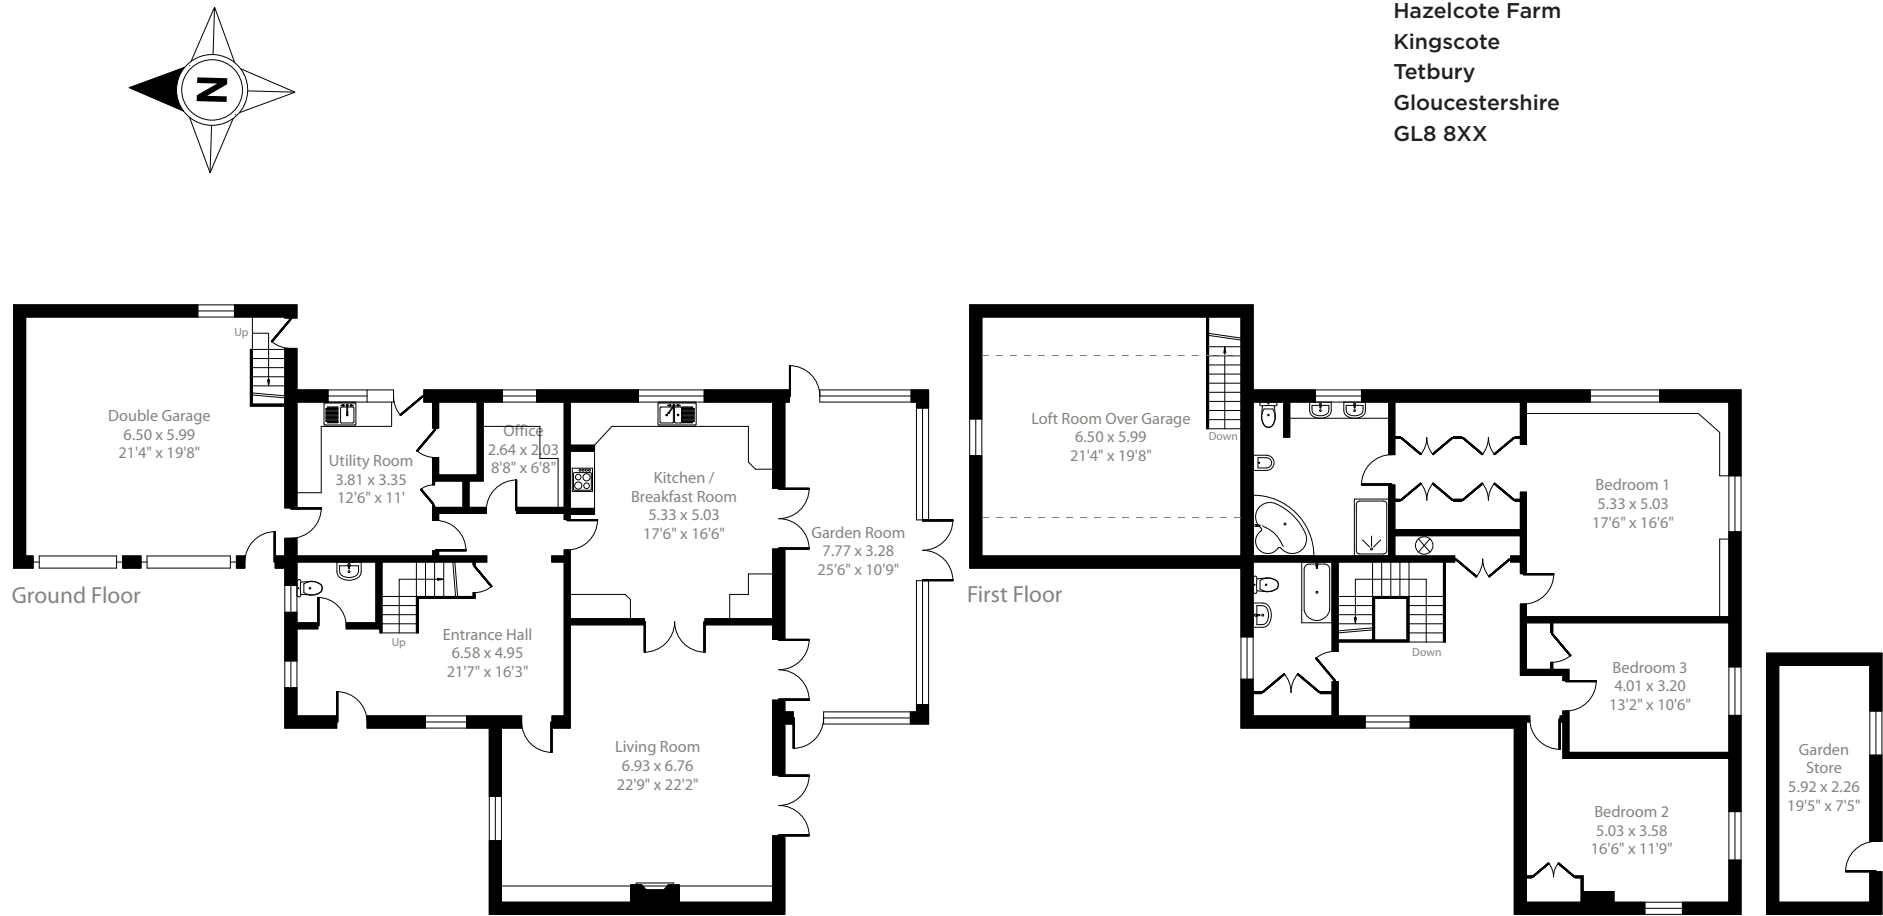 Hazelcote Farm
Kingscote
Tetbury
Gloucestershire
GL8 8XX
N
Up
Double Garage
6.50 x 5.99
21'4" x 19'8"
Utility Room
3.81 x 3.35
12'6" x 11'
Office
2.64 x 2.03
8'8" x 6'8"
Kitchen /
Breakfast Room
5.33 x 5.03
17'6" x 16'6"
Garden Room
7.77 x 3.28
25'6" x 10'9"
Ground Floor
Entrance Hall
6.58 x 4.95
21'7" x 16'3"
Up
Living Room
6.93 x 6.76
22'9" x 22'2"
Loft Room Over Garage
6.50 x 5.99
21'4" x 19'8"
Down
First Floor
Bedroom 1
5.33 x 5.03
17'6" x 16'6"
Down
Bedroom 3
4.01 x 3.20
13'2" x 10'6"
Bedroom 2
5.03 x 3.58
16'6" x 11'9"
Garden
Store
5.92 x 2.26
19'5" x 7'5"